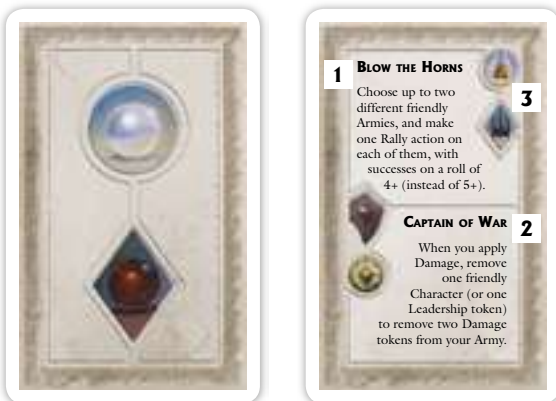 1
BLOW THE HORNS
3
Choose up to two
different friendly
Armies, and make
one Rally action on
each of them, with
successes on a roll of
4+ (instead of 5+).
CAPTAIN OF WAR
2
When you apply
Damage, remove
one friendly
Character (or one
Leadership token)
to remove two Damage
tokens from your Army.